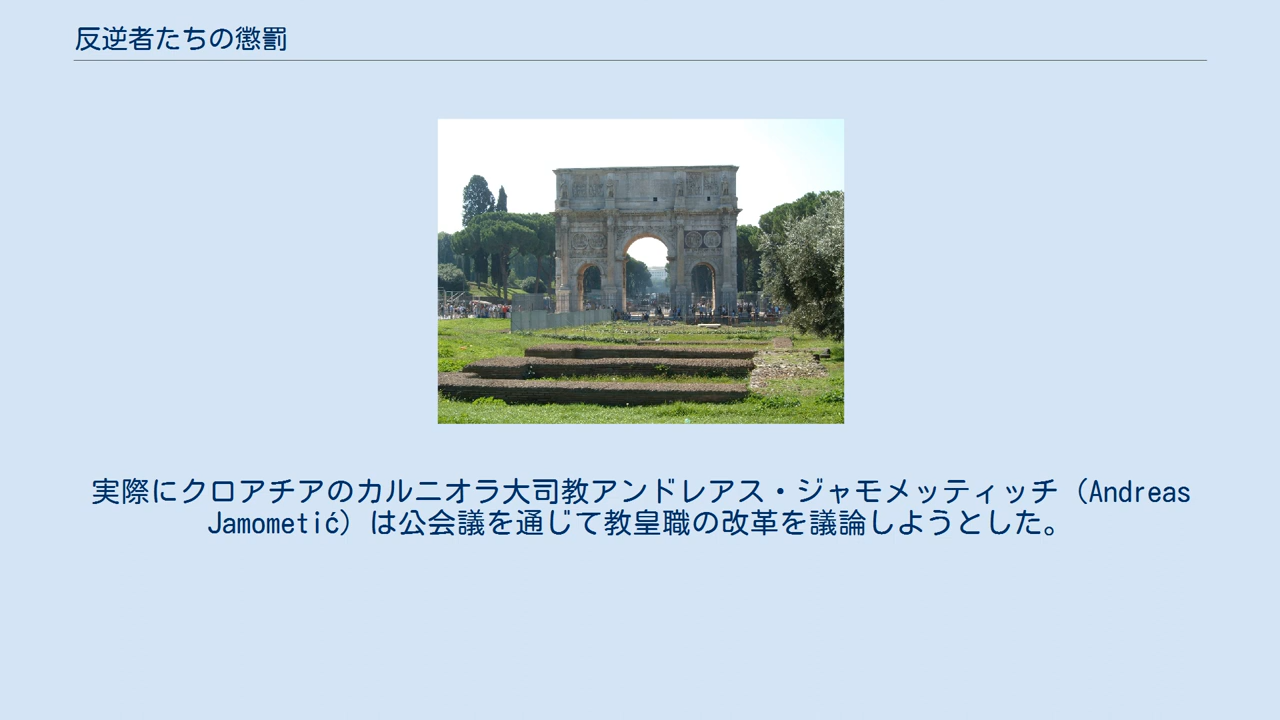 反逆者たちの懲罰
実際にクロアチアのカルニオラ大司教アンドレアス・ジャモメッティッチ（Andreas
Jamometić）は公会議を通じて教皇職の改革を議論しようとした。